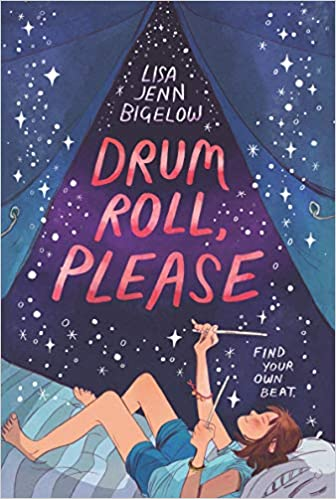 LISA
JENN
BIGELOW
DRUM
ROLL,
PLEASE
FIND
YOUR
OWN
BEAT.